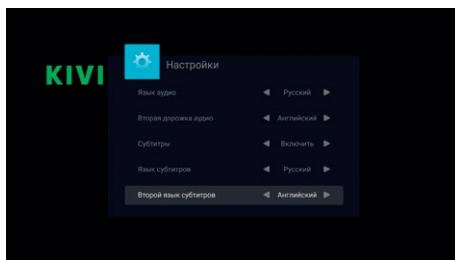 KIVI
Настройки
Язык аудио Русский
Вторая дорожка аудио Английский
Субтитры Включить
Язык субтитров Русский
Второй язык субтитров Английский